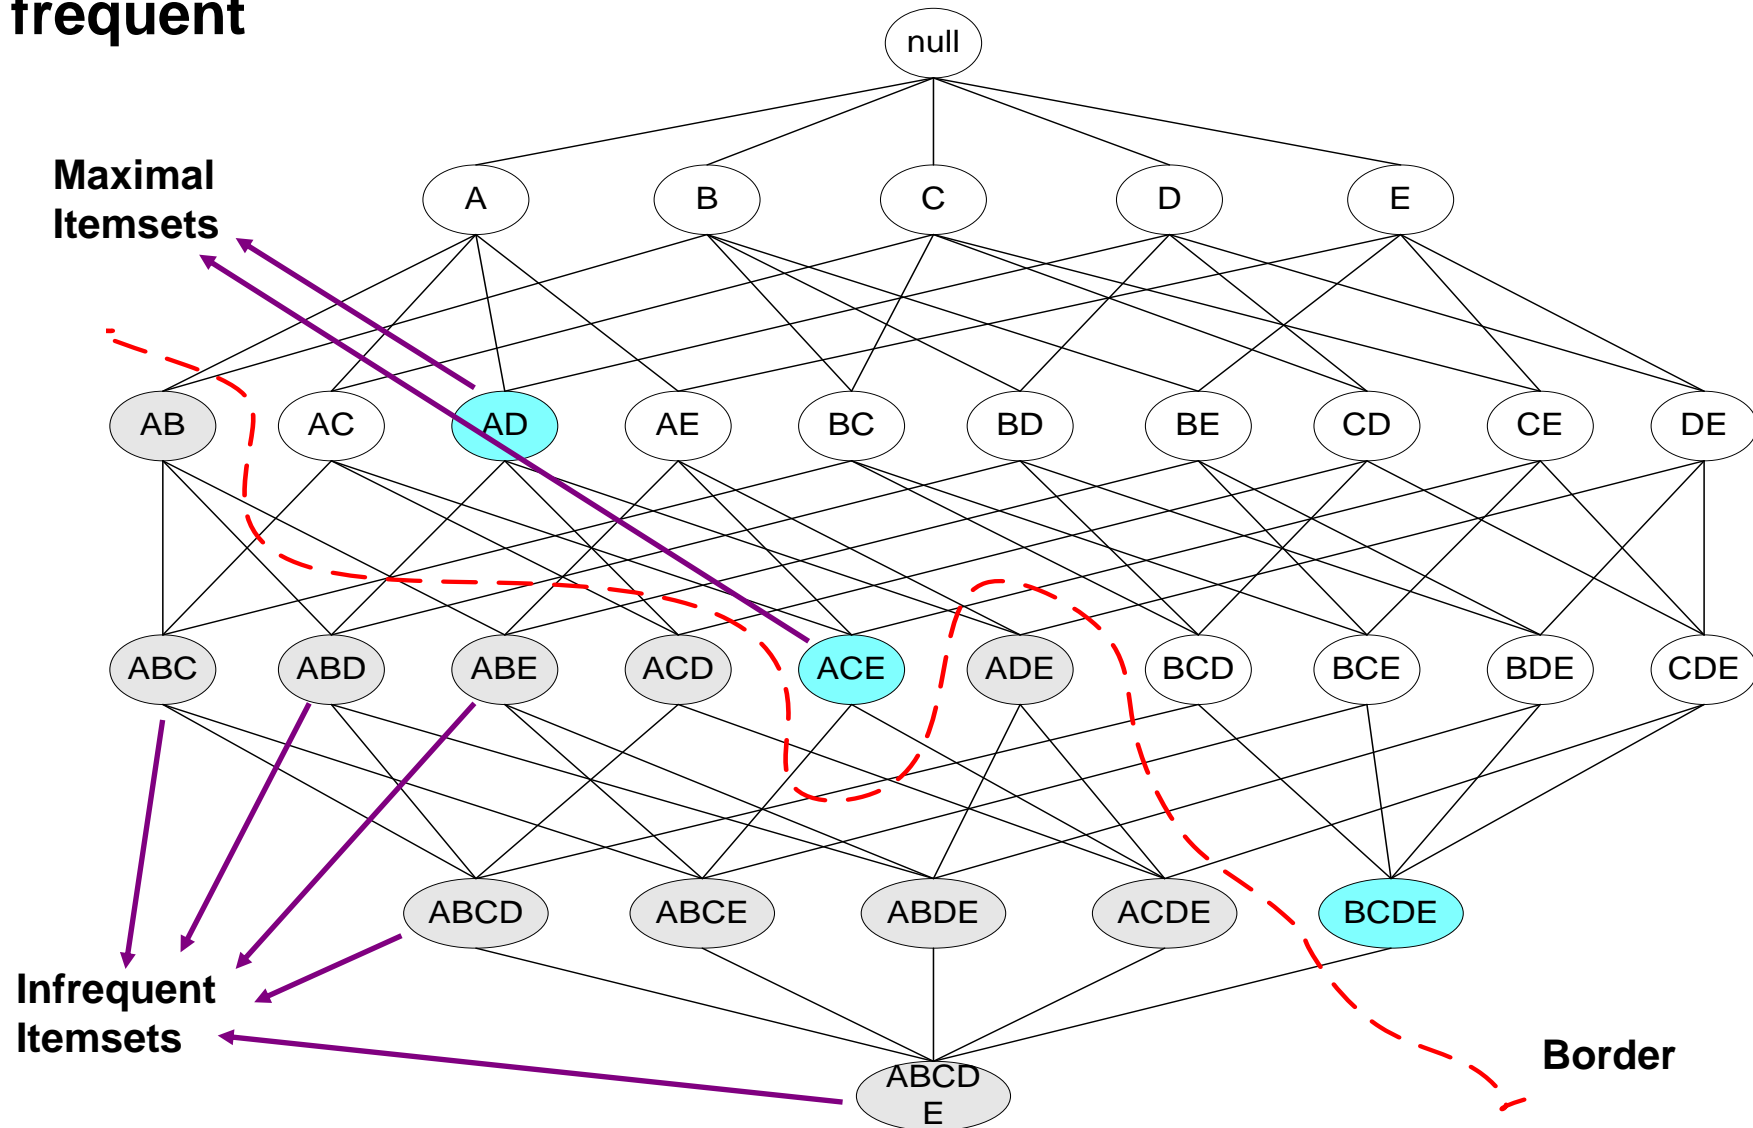 frequent
null
Maximal
Itemsets
A B C D E
AB AC AD AE BC BD BE CD CE DE
ABC ABD ABE ACD ACE ADE BCD BCE BDE CDE
ABCD ABCE ABDE ACDE BCDE
Infrequent
Itemsets
Border
ABCD
E